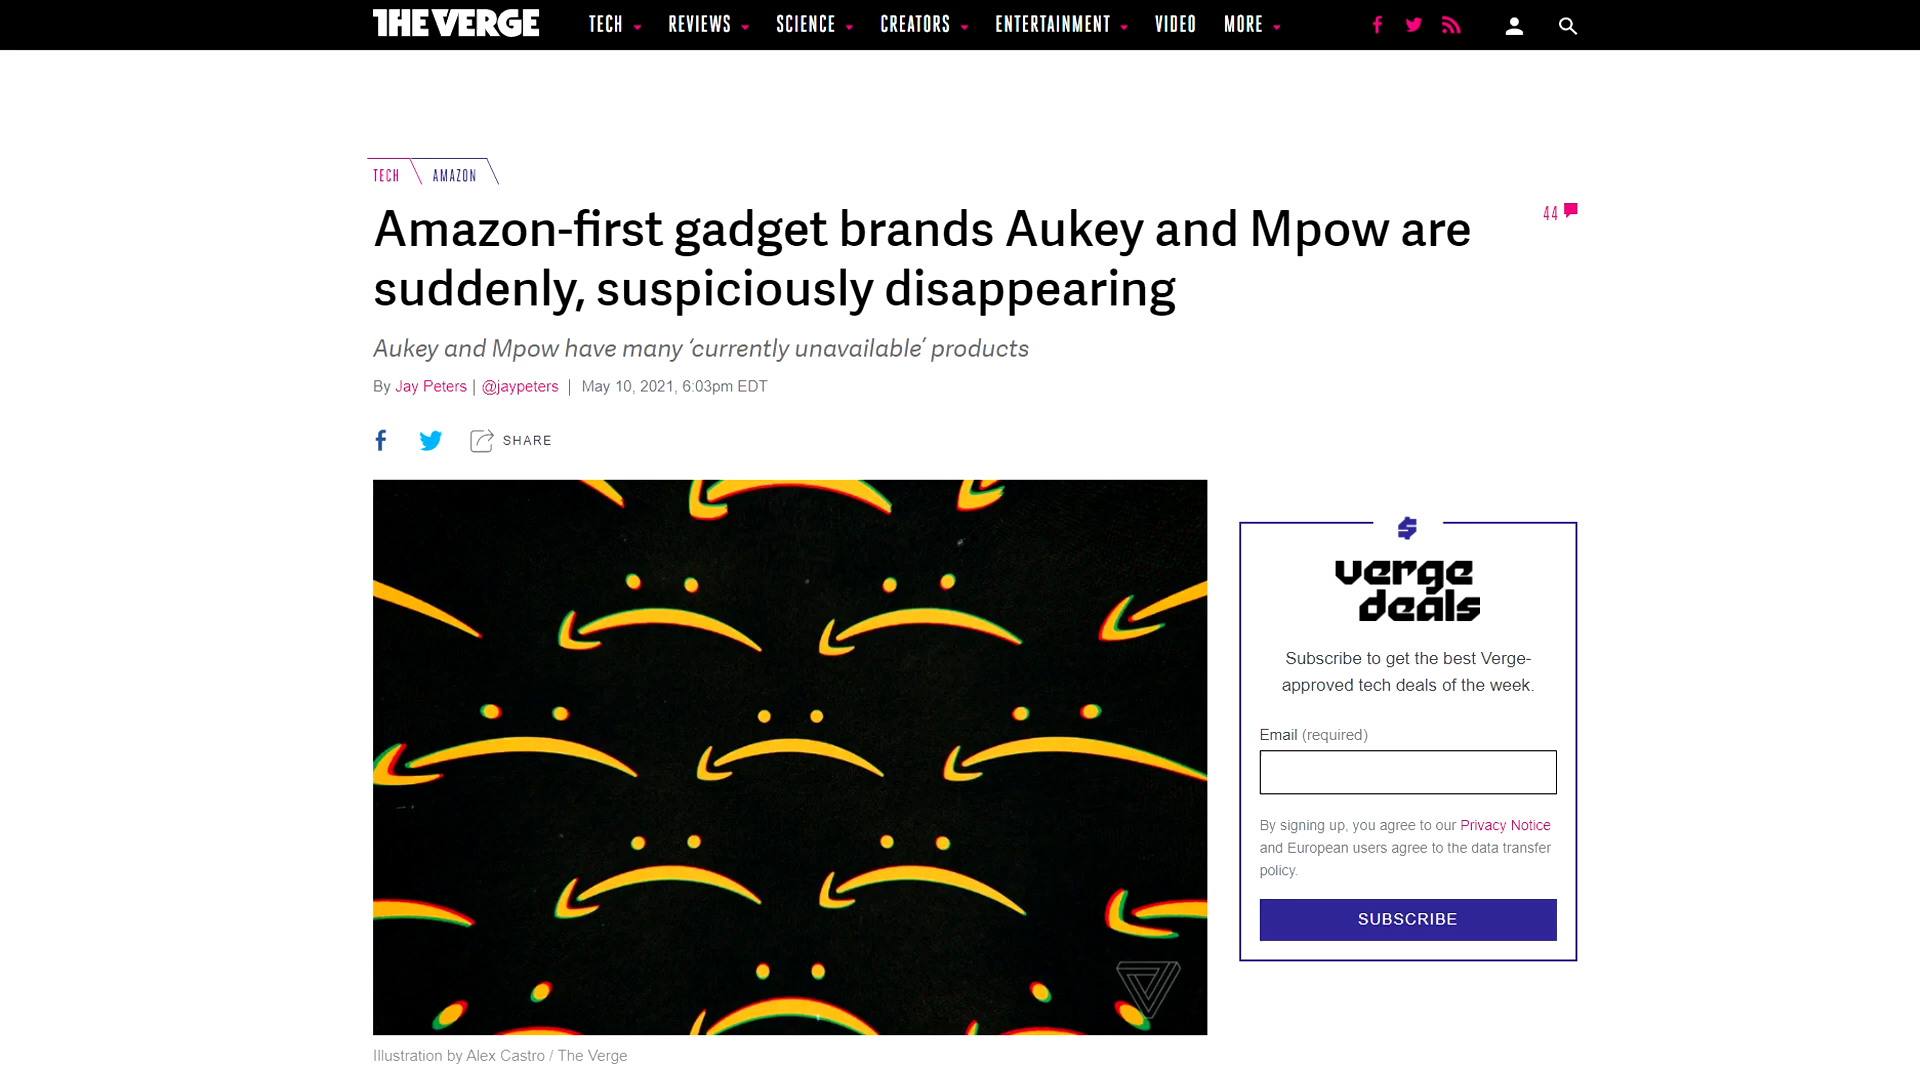 THE VERGE TECH REVIEWS SCIENCE CREATORS ENTERTAINMENT VIDEO MORE
TECH AMAZON
Amazon-first gadget brands Aukey and Mpow are
suddenly, suspiciously disappearing
44
Aukey and Mpow have many ‘currently unavailable’ products
By Jay Peters | @jaypeters | May 10, 2021, 6:03pm EDT
SHARE
verge
deals
Subscribe to get the best Verge-
approved tech deals of the week.
Email (required)
By signing up, you agree to our Privacy Notice
and European users agree to the data transfer
policy.
SUBSCRIBE
Illustration by Alex Castro / The Verge